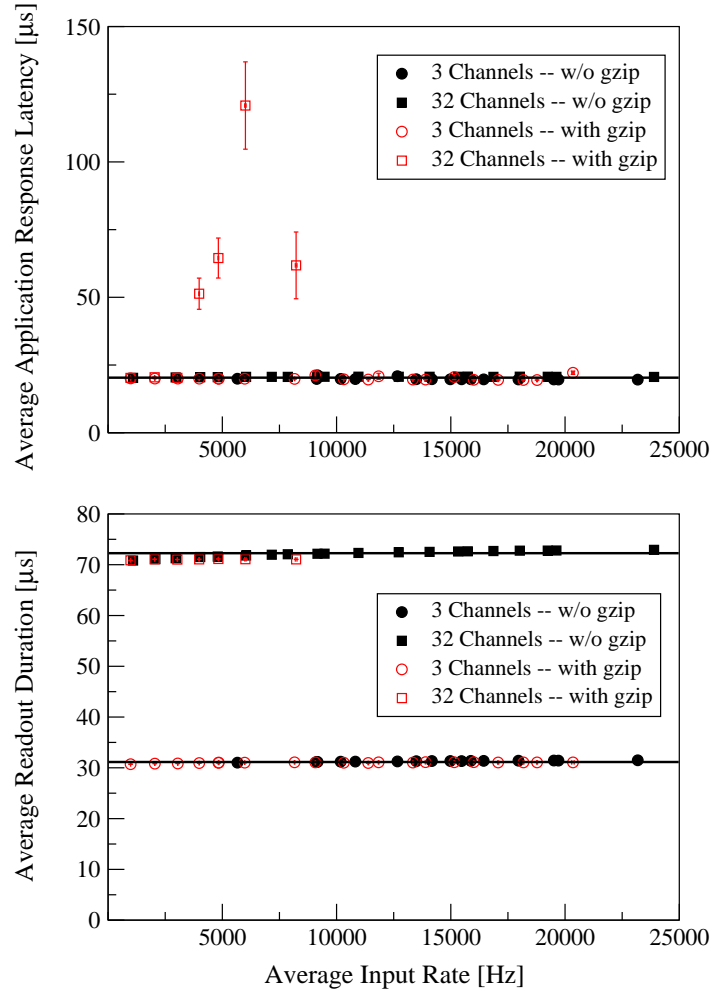 Average Application Response Latency [µs]
150
100
50
0
3 Channels -- w/o gzip
32 Channels -- w/o gzip
3 Channels -- with gzip
32 Channels -- with gzip
5000 10000 15000 20000 25000
Average Readout Duration [µs]
80
70
60
50
40
30
20
10
0
3 Channels -- w/o gzip
32 Channels -- w/o gzip
3 Channels -- with gzip
32 Channels -- with gzip
5000 10000 15000 20000 25000
Average Input Rate [Hz]